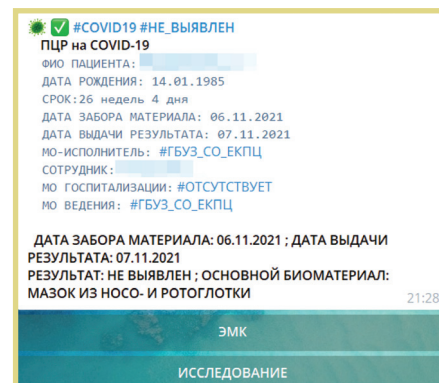 #COVID19 #НЕ_ВЫЯВЛЕН
ПЦР на COVID-19
ФИО ПАЦИЕНТА:
ДАТА РОЖДЕНИЯ: 14.01.1985
СРОК:26 недель 4 дня
ДАТА ЗАБОРА МАТЕРИАЛА: 06.11.2021
ДАТА ВЫДАЧИ РЕЗУЛЬТАТА: 07.11.2021
МО-ИСПОЛНИТЕЛЬ: #ГБУЗ_СО_ЕКПЦ
СОТРУДНИК:
МО ГОСПИТАЛИЗАЦИИ: #ОТСУТСТВУЕТ
МО ВЕДЕНИЯ: #ГБУЗ_СО_ЕКПЦ
ДАТА ЗАБОРА МАТЕРИАЛА: 06.11.2021 ; ДАТА ВЫДАЧИ
РЕЗУЛЬТАТА: 07.11.2021
РЕЗУЛЬТАТ: НЕ ВЫЯВЛЕН ; ОСНОВНОЙ БИОМАТЕРИАЛ:
МАЗОК ИЗ НОСО- И РОТОГЛОТКИ
21:28
ЭМК
ИССЛЕДОВАНИЕ